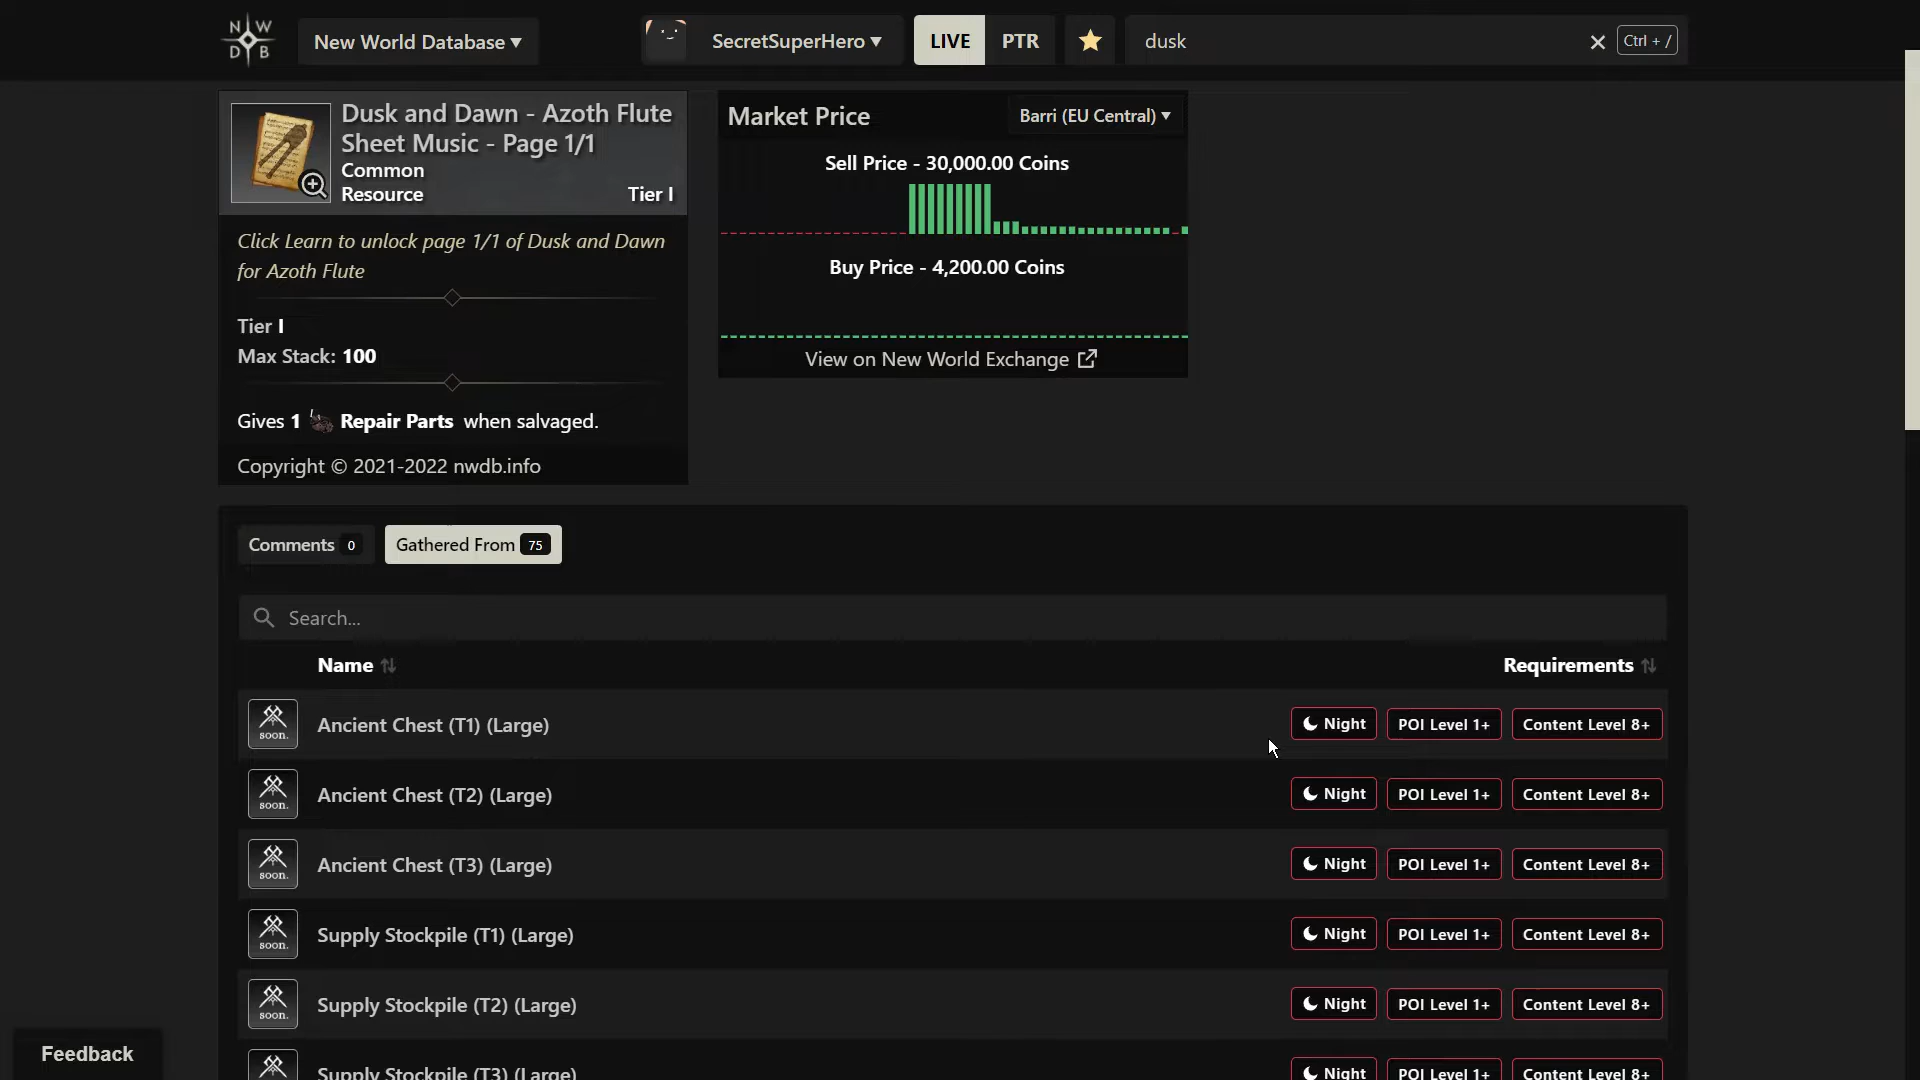 N W
D B
New World Database ▾
SecretSuperHero ▾
LIVE
PTR
dusk
Ctrl + /
Dusk and Dawn - Azoth Flute
Sheet Music - Page 1/1
Common
Resource
Tier I
Click Learn to unlock page 1/1 of Dusk and Dawn
for Azoth Flute
Tier I
Max Stack: 100
Gives 1 Repair Parts when salvaged.
Copyright © 2021-2022 nwdb.info
Market Price
Barri (EU Central) ▾
Sell Price - 30,000.00 Coins
Buy Price - 4,200.00 Coins
View on New World Exchange
Comments 0
Gathered From 75
Search...
Name
Requirements
soon.
Ancient Chest (T1) (Large)
Night
POI Level 1+
Content Level 8+
soon.
Ancient Chest (T2) (Large)
Night
POI Level 1+
Content Level 8+
soon.
Ancient Chest (T3) (Large)
Night
POI Level 1+
Content Level 8+
soon.
Supply Stockpile (T1) (Large)
Night
POI Level 1+
Content Level 8+
soon.
Supply Stockpile (T2) (Large)
Night
POI Level 1+
Content Level 8+
Supply Stockpile (T3) (Large)
Night
POI Level 1+
Content Level 8+
Feedback